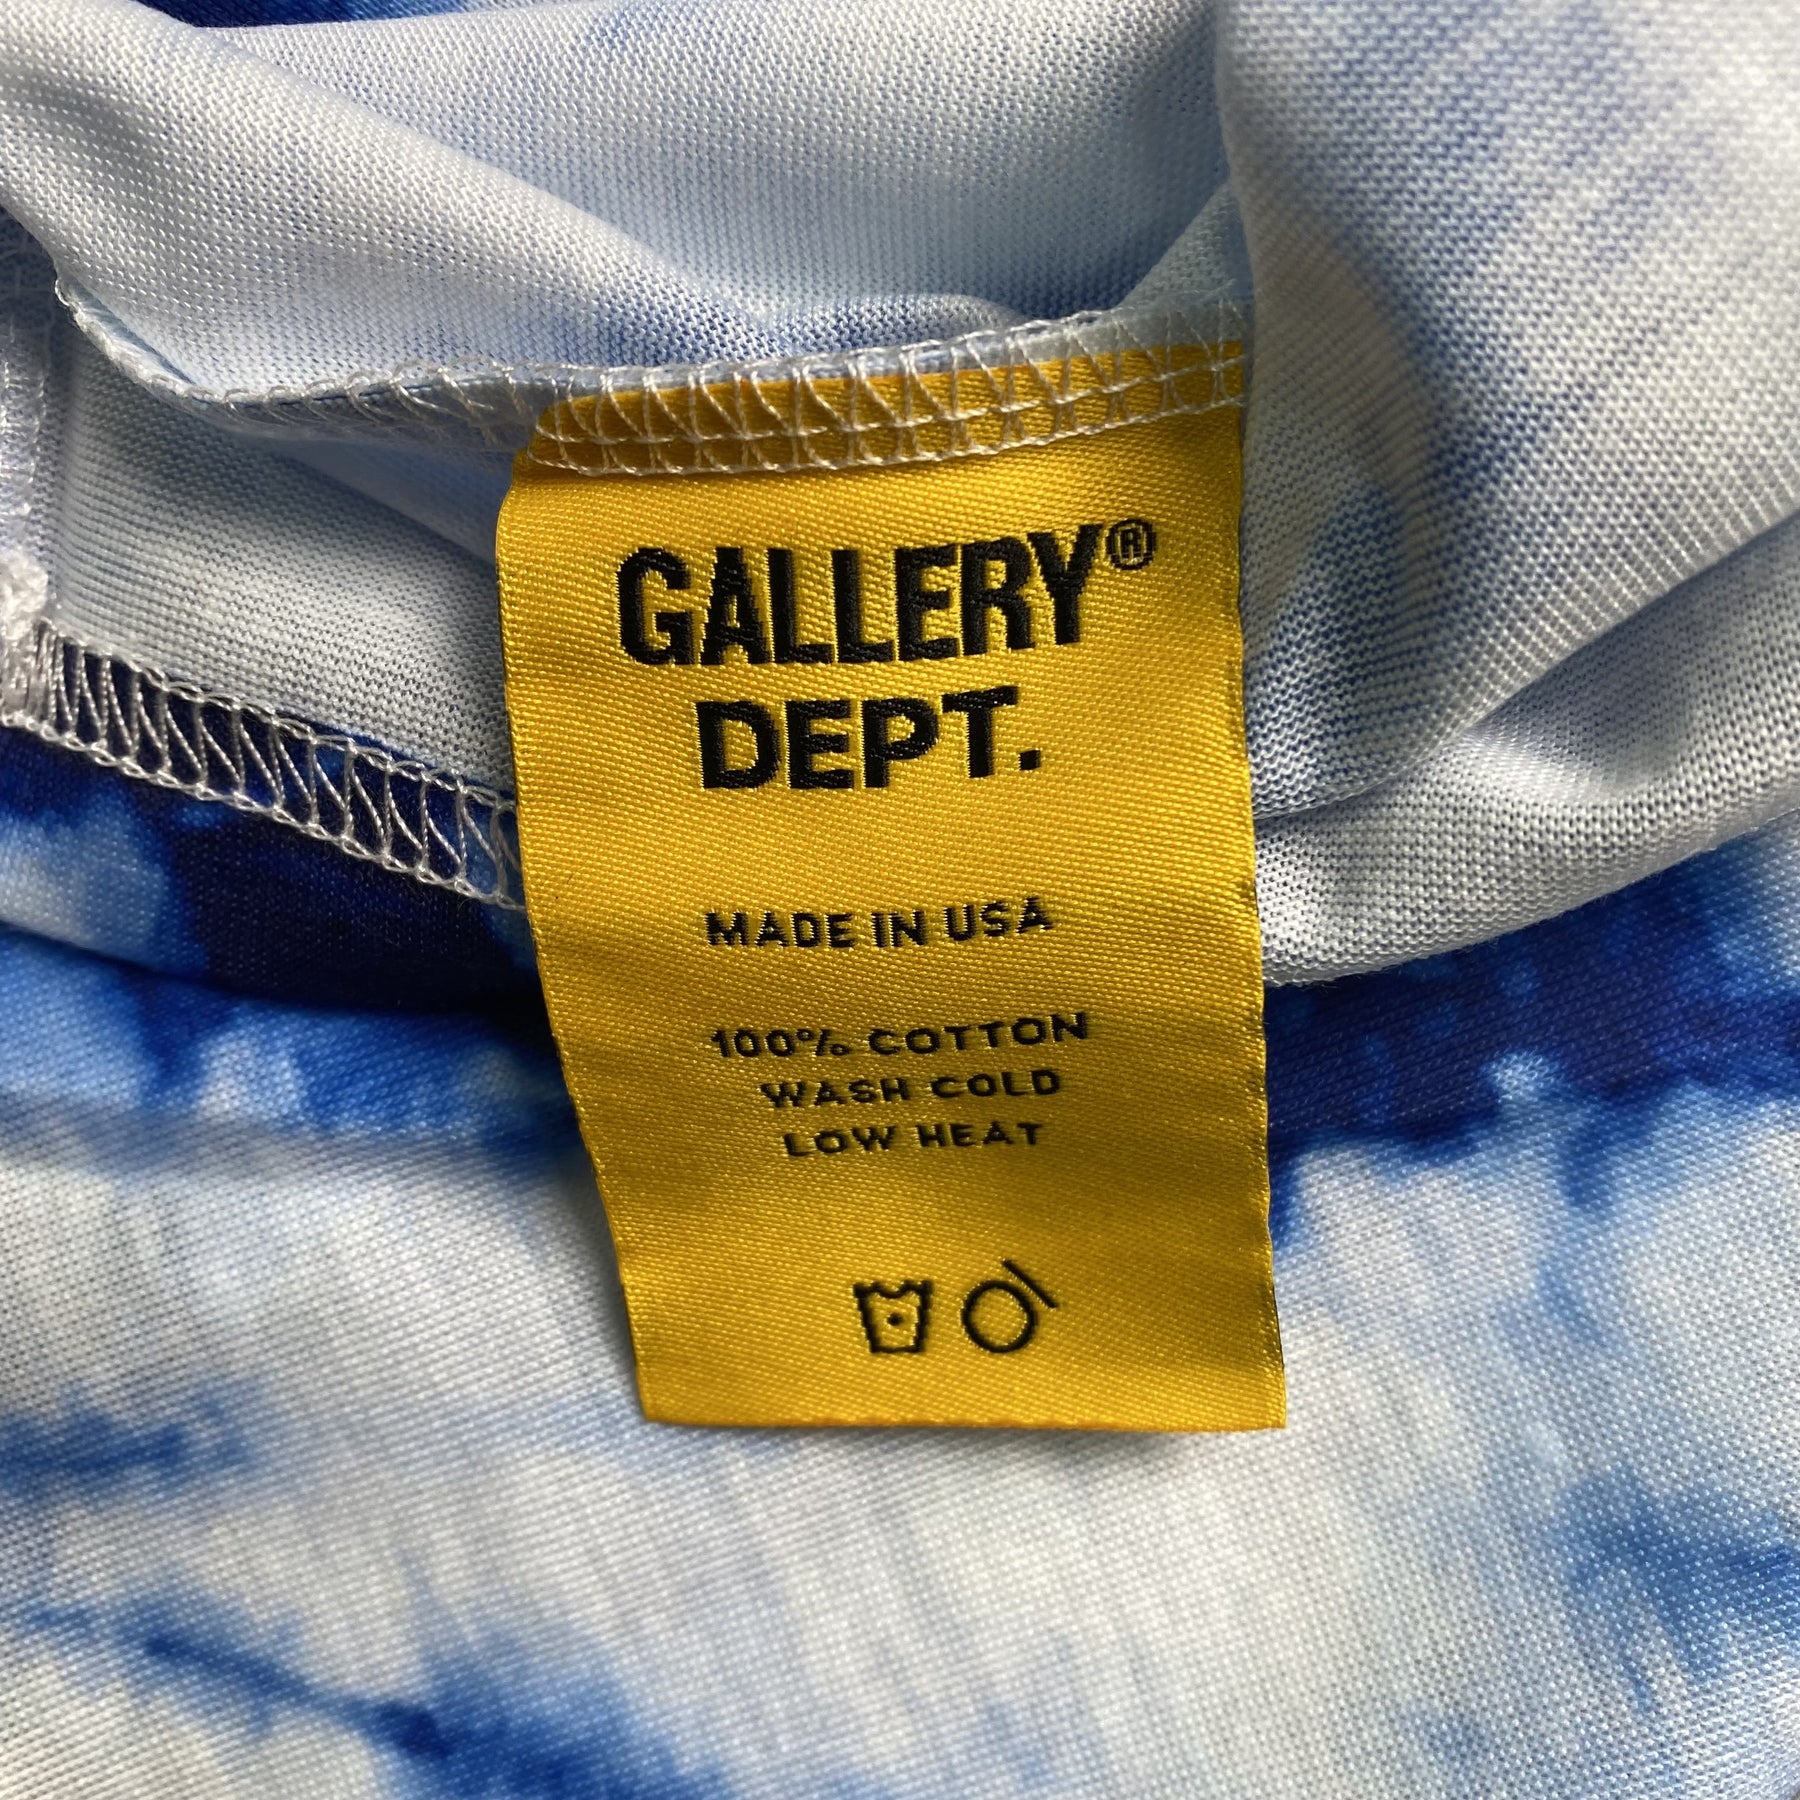 GALLERY®
DEPT.
MADE IN USA
100% COTTON
WASH COLD
LOW HEAT